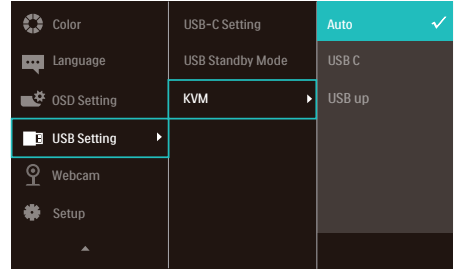 Color
Language
OSD Setting
USB Setting
Webcam
Setup
USB-C Setting
USB Standby Mode
KVM
Auto
USB C
USB up